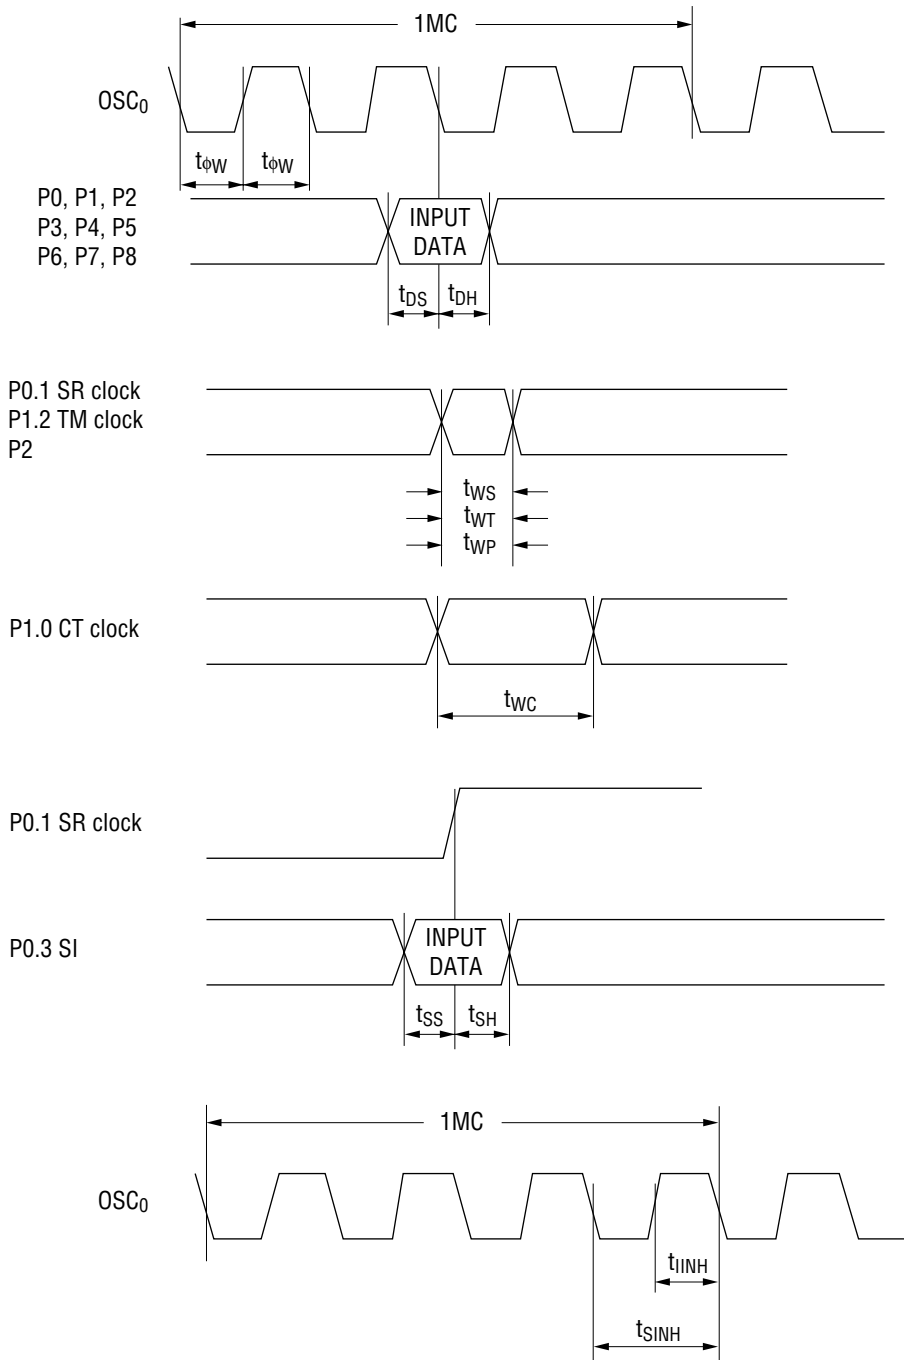 1MC
OSC0
tϕW tϕW
P0, P1, P2
P3, P4, P5
P6, P7, P8
INPUT
DATA
tDS tDH
P0.1 SR clock
P1.2 TM clock
P2
tWS
tWT
tWP
P1.0 CT clock
tWC
P0.1 SR clock
P0.3 SI
INPUT
DATA
tSS tSH
1MC
OSC0
tIINH
tSINH